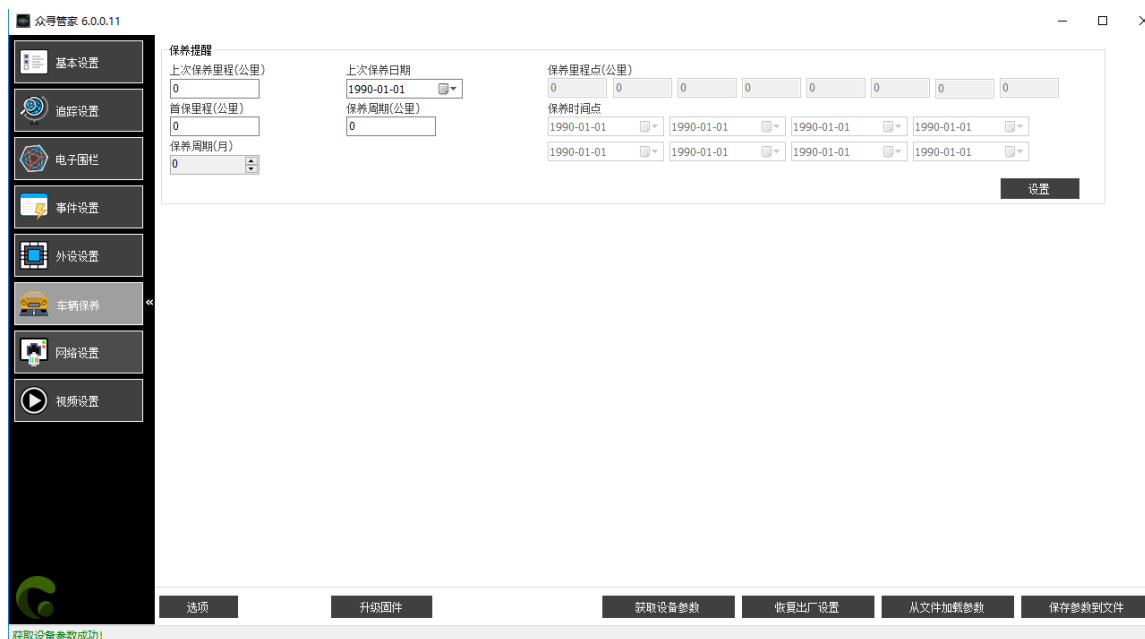 众寻管家 6.0.0.11
基本设置
追踪设置
电子围栏
事件设置
外设设置
车辆保养
«
网络设置
视频设置
保养提醒
上次保养里程(公里) 上次保养日期 保养里程点(公里)
0 1990-01-01 0 0 0 0 0 0 0 0
首保里程(公里) 保养周期(公里) 保养时间点
0 0 1990-01-01 1990-01-01 1990-01-01 1990-01-01
保养周期(月)
0 1990-01-01 1990-01-01 1990-01-01 1990-01-01
设置
选项 升级固件 获取设备参数 恢复出厂设置 从文件加载参数 保存参数到文件
获取设备参数成功!